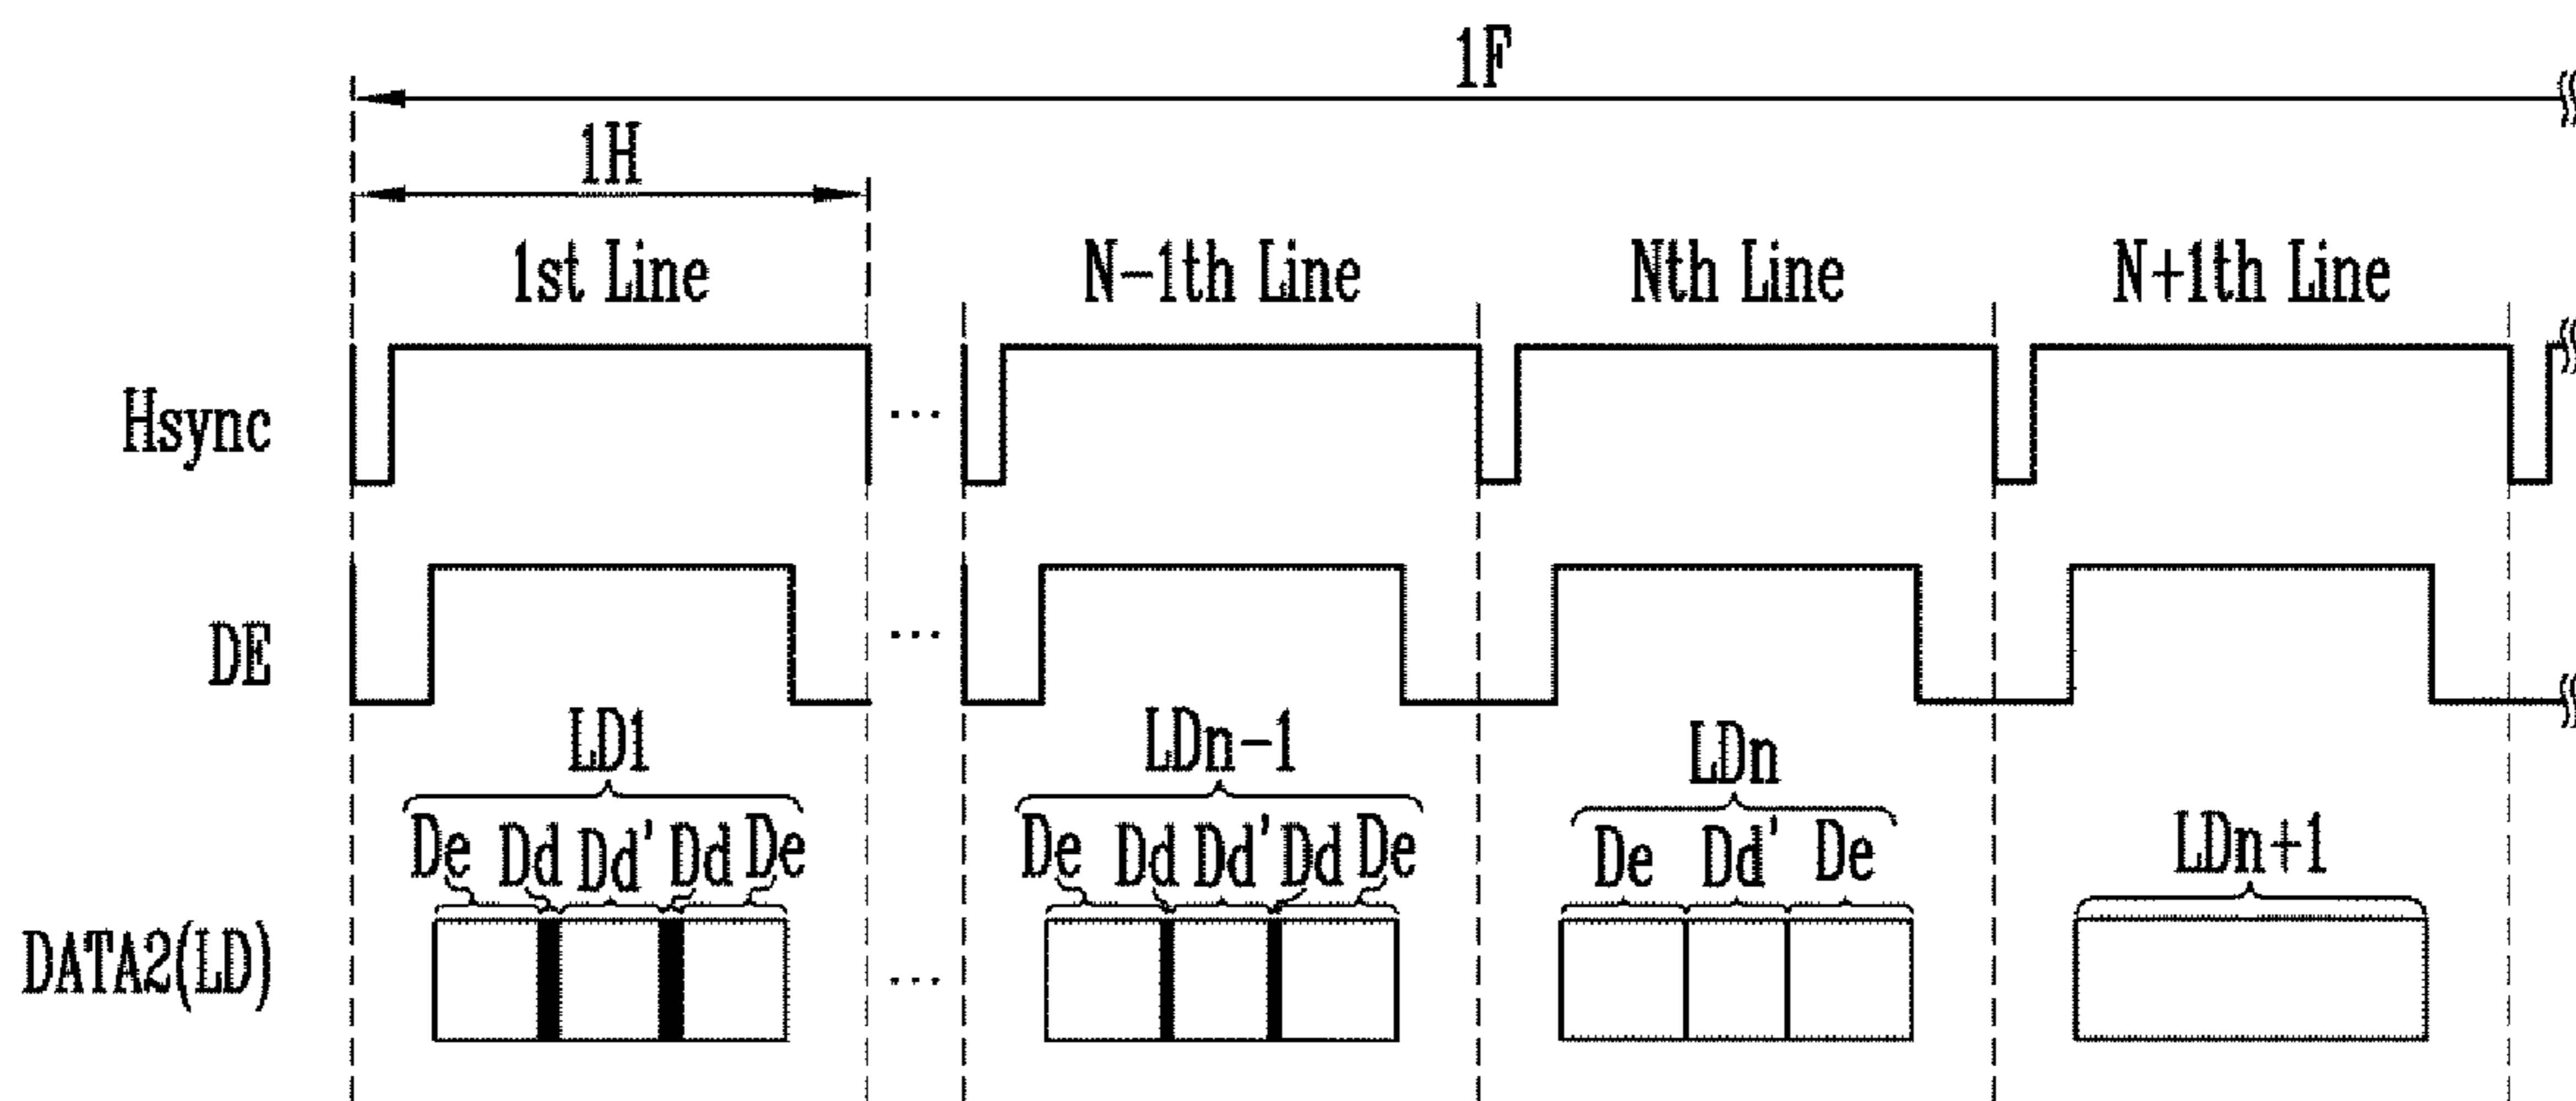 1F
1H
1st Line N-1th Line Nth Line N+1th Line
Hsync ...
DE ...
LD1 LDn-1 LDn LDn+1
De Dd Dd' Dd De De Dd Dd' Dd De De Dd' De
DATA2(LD) ...